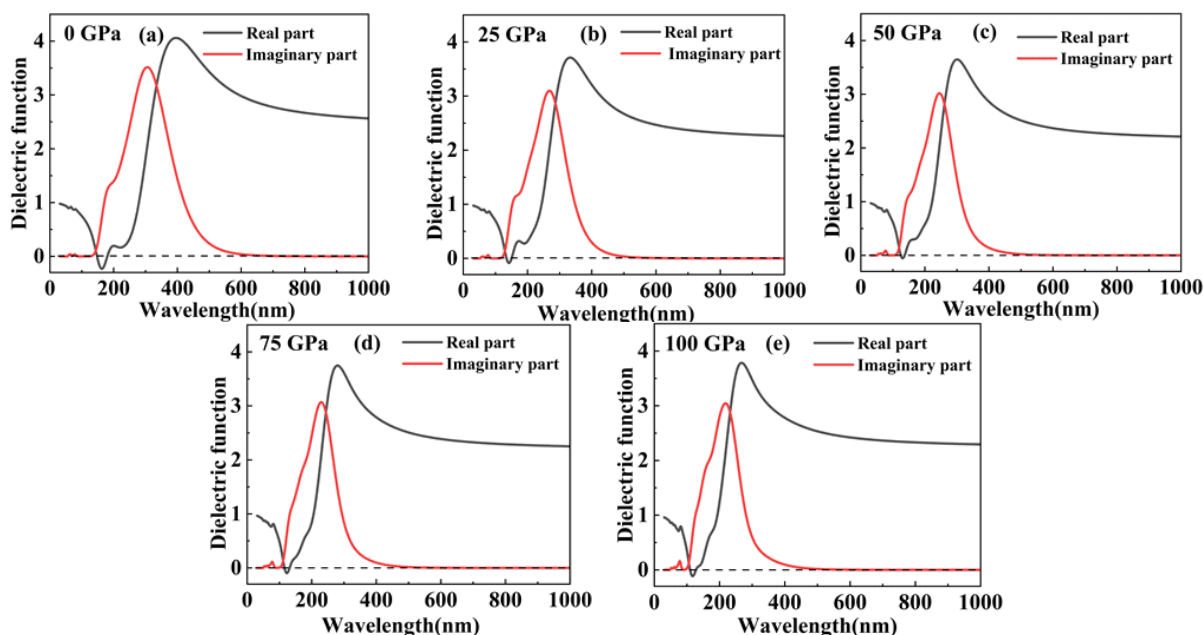 0 GPa (a)
Real part
Imaginary part
Dielectric function
4
3
2
1
0
0 200 400 600 800 1000
Wavelength(nm)
25 GPa (b)
Real part
Imaginary part
Dielectric function
4
3
2
1
0
0 200 400 600 800 1000
Wavelength(nm)
50 GPa (c)
Real part
Imaginary part
Dielectric function
4
3
2
1
0
0 200 400 600 800 1000
Wavelength(nm)
75 GPa (d)
Real part
Imaginary part
Dielectric function
4
3
2
1
0
0 200 400 600 800 1000
Wavelength(nm)
100 GPa (e)
Real part
Imaginary part
Dielectric function
4
3
2
1
0
0 200 400 600 800 1000
Wavelength(nm)